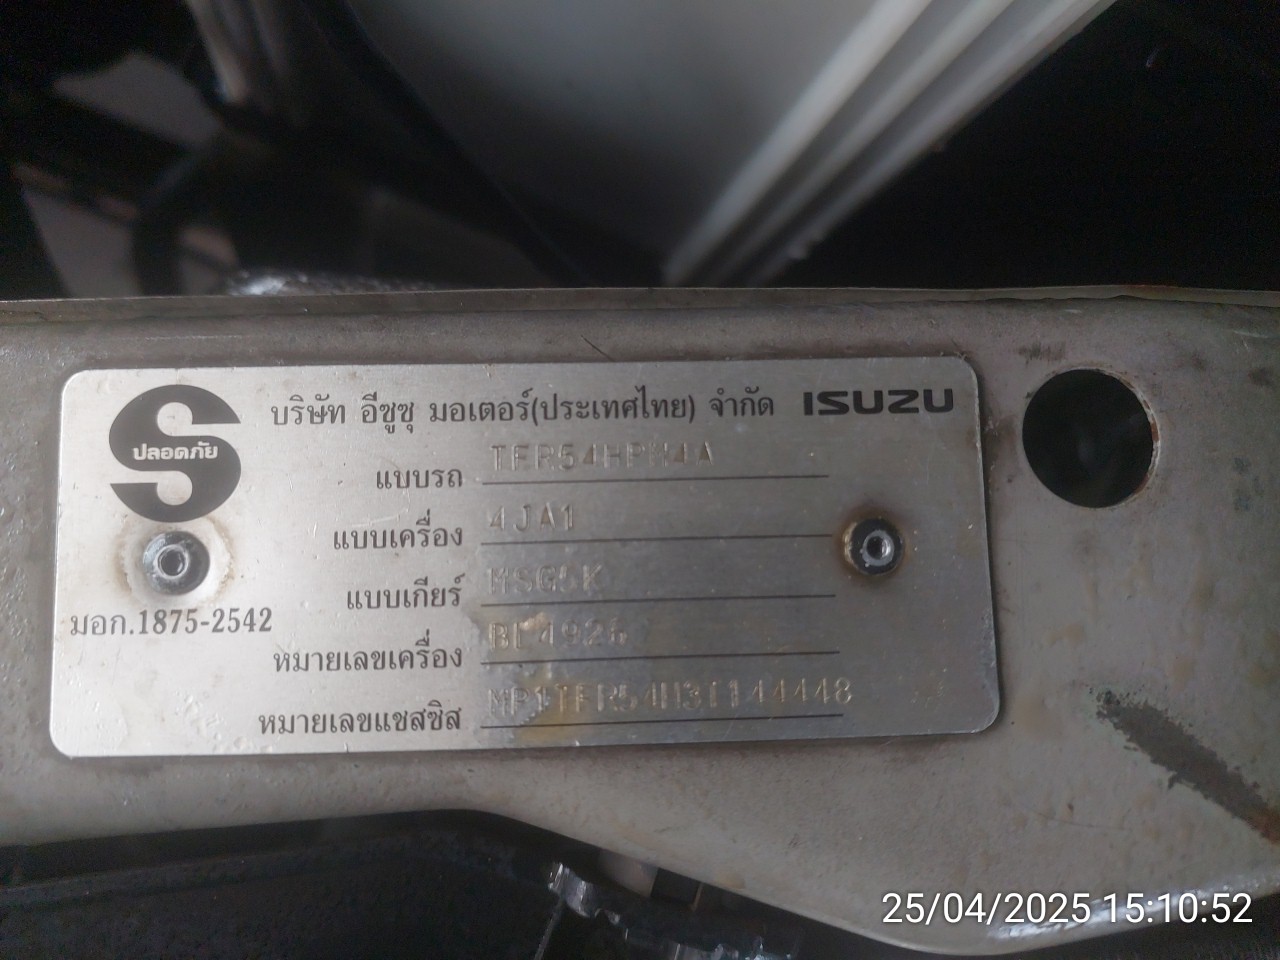 บริษัท อีซูซุ มอเตอร์(ประเทศไทย) จำกัด ISUZU
ปลอดภัย
แบบรถ TFR54HPM4A
แบบเครื่อง 4JA1
แบบเกียร์ MSG5K
มอก.1875-2542
หมายเลขเครื่อง
หมายเลขแชสซิส MP1TFR54H3T144448
25/04/2025 15:10:52